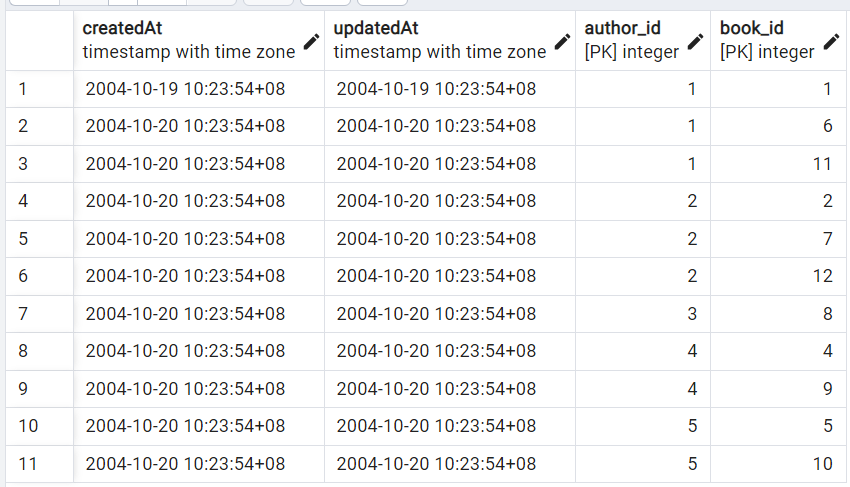 createdAt updatedAt author_id book_id
timestamp with time zone timestamp with time zone [PK] integer [PK] integer
1 2004-10-19 10:23:54+08 2004-10-19 10:23:54+08 1 1
2 2004-10-20 10:23:54+08 2004-10-20 10:23:54+08 1 6
3 2004-10-20 10:23:54+08 2004-10-20 10:23:54+08 1 11
4 2004-10-20 10:23:54+08 2004-10-20 10:23:54+08 2 2
5 2004-10-20 10:23:54+08 2004-10-20 10:23:54+08 2 7
6 2004-10-20 10:23:54+08 2004-10-20 10:23:54+08 2 12
7 2004-10-20 10:23:54+08 2004-10-20 10:23:54+08 3 8
8 2004-10-20 10:23:54+08 2004-10-20 10:23:54+08 4 4
9 2004-10-20 10:23:54+08 2004-10-20 10:23:54+08 4 9
10 2004-10-20 10:23:54+08 2004-10-20 10:23:54+08 5 5
11 2004-10-20 10:23:54+08 2004-10-20 10:23:54+08 5 10